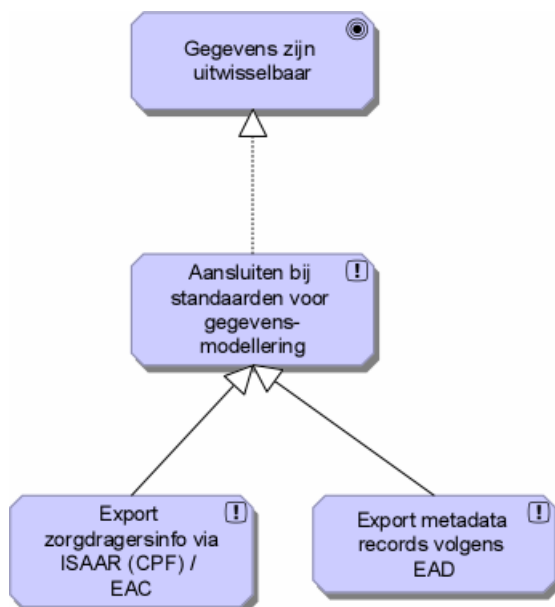 Gegevens zijn
uitwisselbaar
Aansluiten bij
standaarden voor
gegevens-
modellering
Export
zorgdragersinfo via
ISAAR (CPF) /
EAC
Export metadata
records volgens
EAD